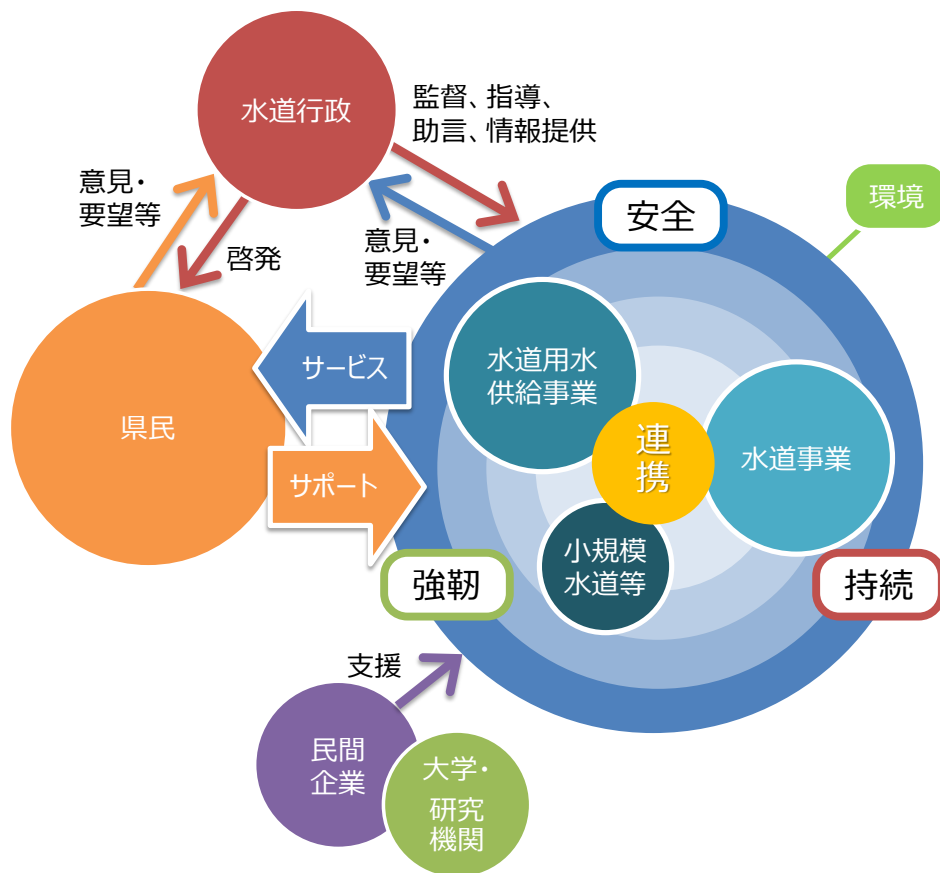 水道行政
監督、指導、
助言、情報提供
意見・
要望等
啓発
意見・
要望等
安全
環境
サービス
水道用水
供給事業
県民
連
携
水道事業
サポート
小規模
水道等
強靭
持続
支援
民間
企業
大学・
研究
機関